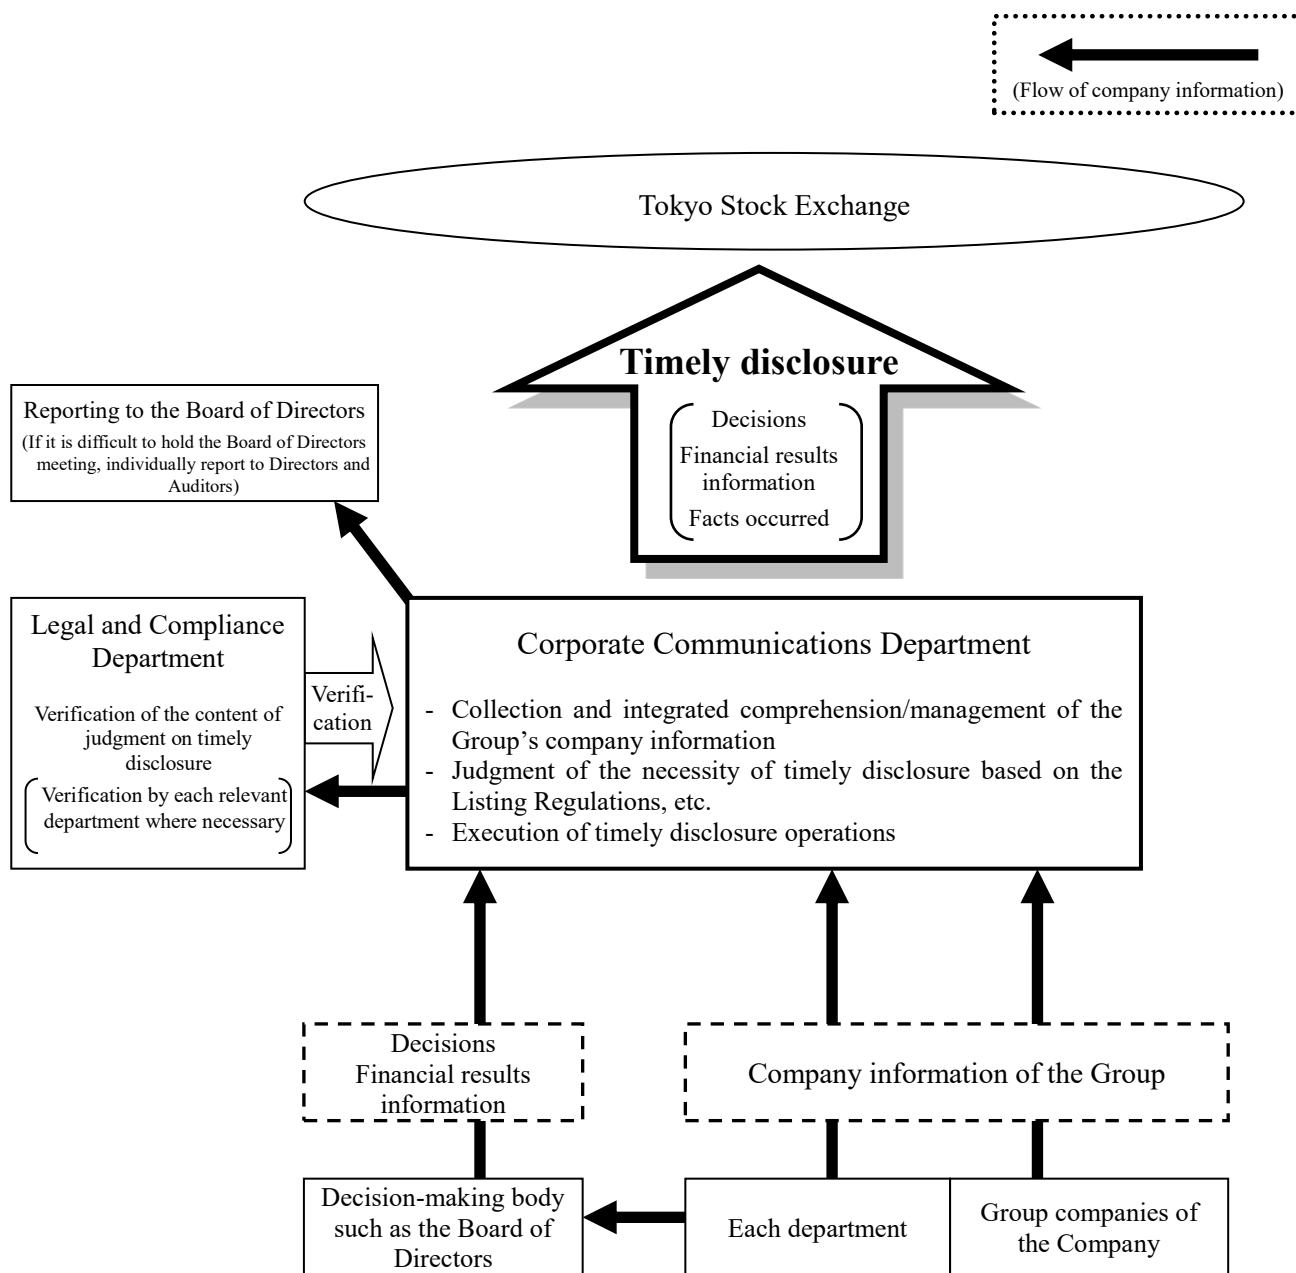 (Flow of company information)
Tokyo Stock Exchange
Timely disclosure
Decisions
Financial results
information
Facts occurred
Reporting to the Board of Directors
(If it is difficult to hold the Board of Directors
meeting, individually report to Directors and
Auditors)
Legal and Compliance
Department
Verification of the content of
judgment on timely
disclosure
Verification by each relevant
department where necessary
Verifi-
cation
Corporate Communications Department
- Collection and integrated comprehension/management of the
Group’s company information
- Judgment of the necessity of timely disclosure based on the
Listing Regulations, etc.
- Execution of timely disclosure operations
Decisions
Financial results
information
Company information of the Group
Decision-making body
such as the Board of
Directors
Each department
Group companies of
the Company